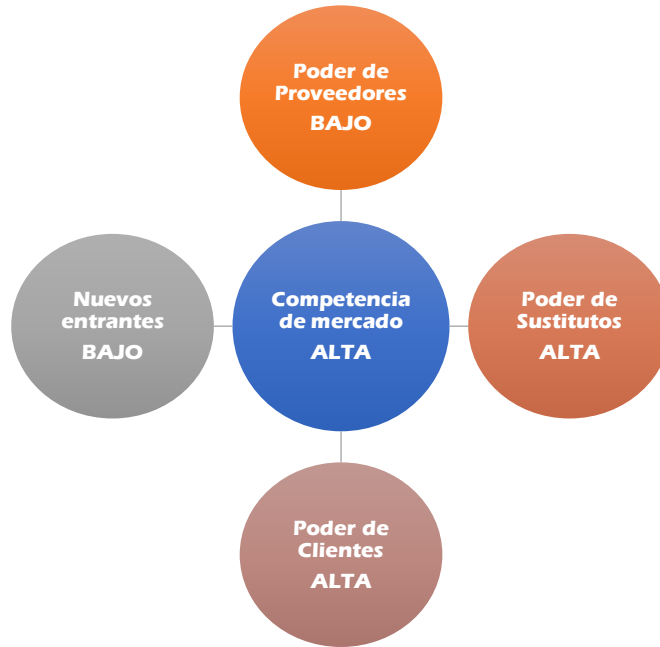 Poder de
Proveedores
BAJO
Nuevos
entrantes
BAJO
Competencia
de mercado
ALTA
Poder de
Sustitutos
ALTA
Poder de
Clientes
ALTA